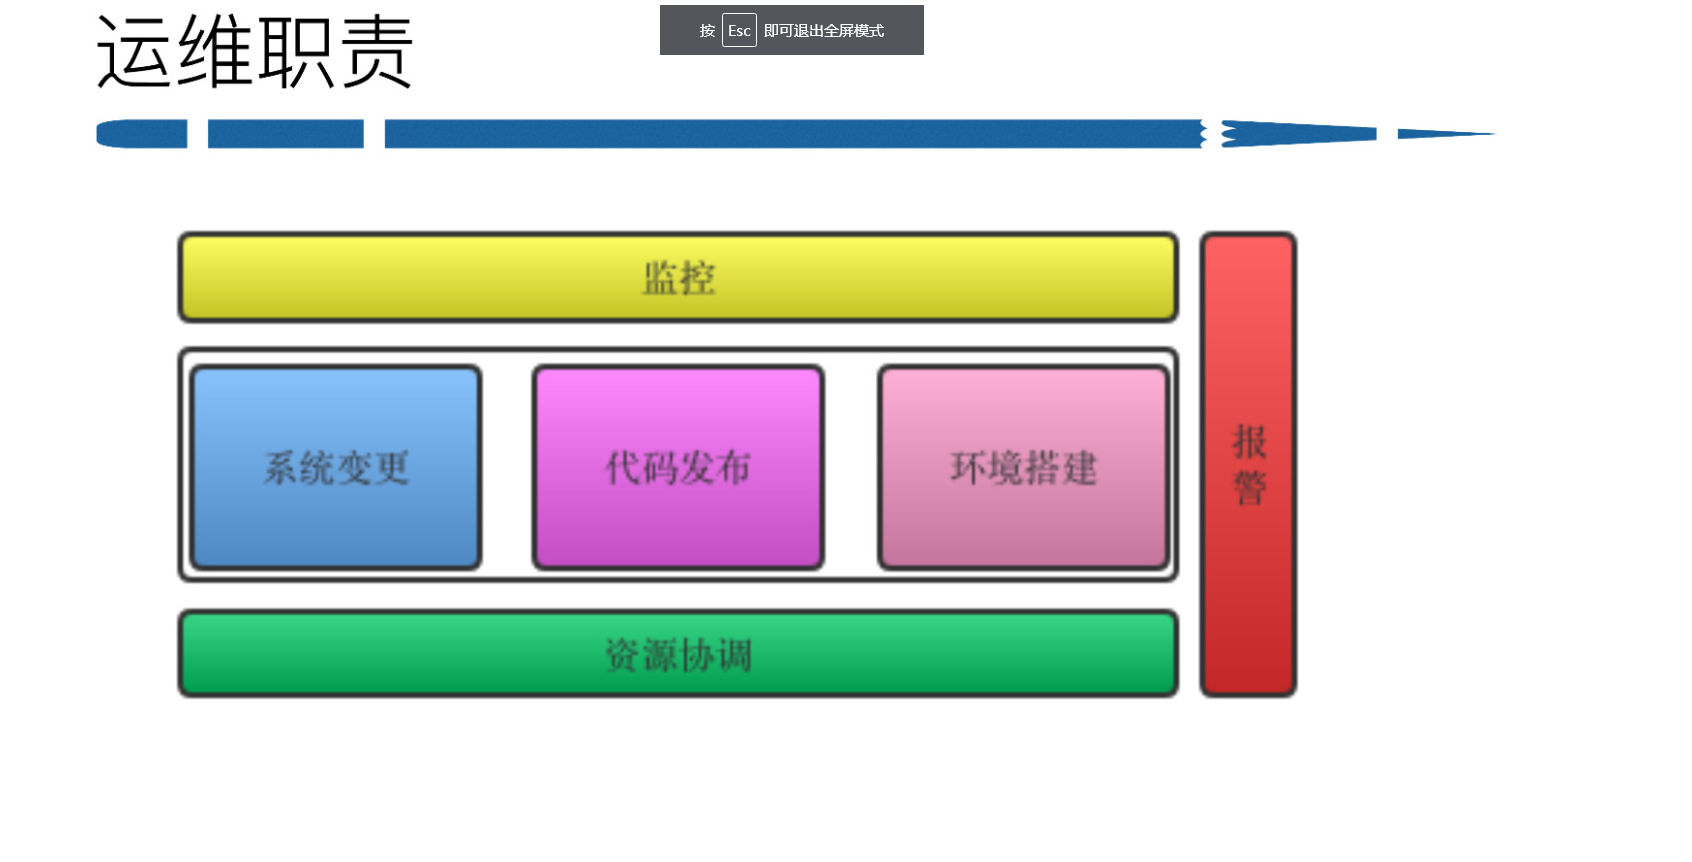 运维职责
按 Esc 即可退出全屏模式
监控
系统变更
代码发布
环境搭建
报
警
资源协调